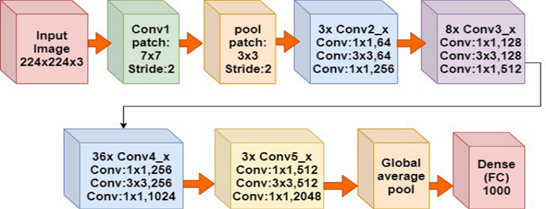 Input
Image
224x224x3
Conv1
patch:
7x7
Stride:2
pool
patch:
3x3
Stride:2
3x Conv2_x
Conv:1x1,64
Conv:3x3,64
Conv:1x1,256
8x Conv3_x
Conv:1x1,128
Conv:3x3,128
Conv:1x1,512
36x Conv4_x
Conv:1x1,256
Conv:3x3,256
Conv:1x1,1024
3x Conv5_x
Conv:1x1,512
Conv:3x3,512
Conv:1x1,2048
Global
average
pool
Dense
(FC)
1000